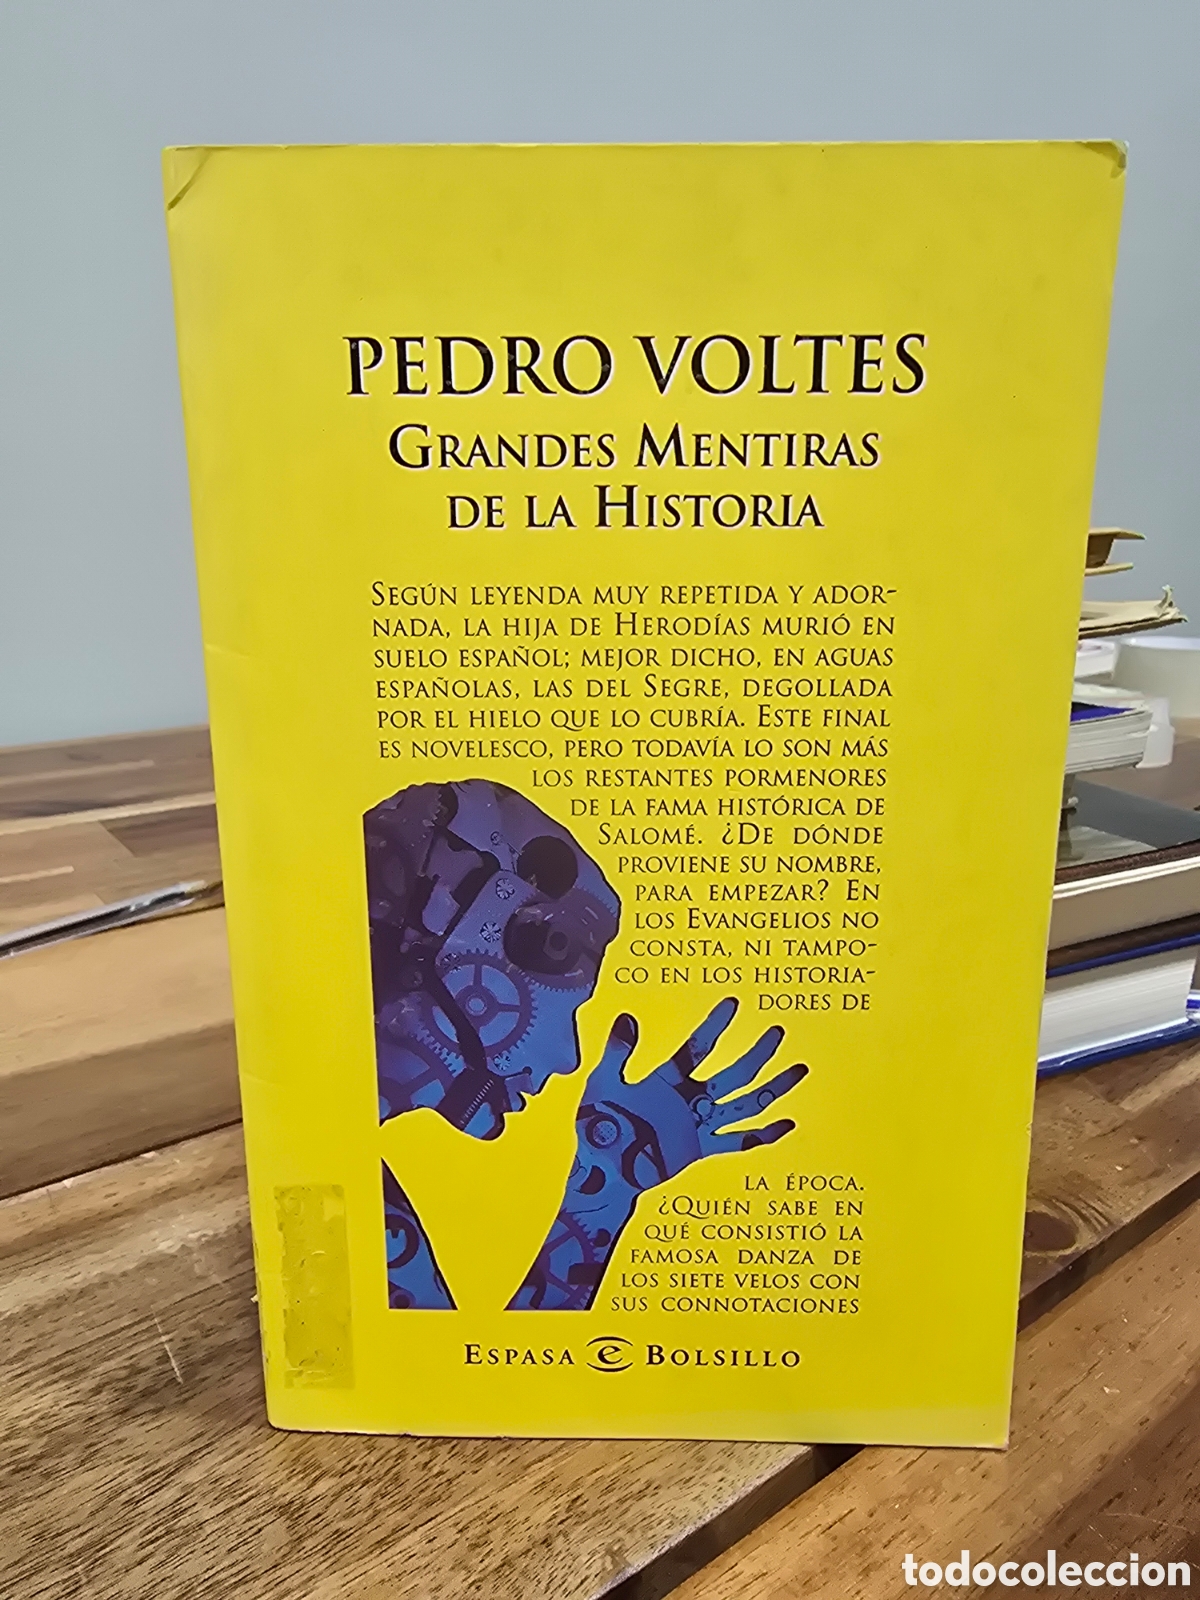 PEDRO VOLTES
GRANDES MENTIRAS
DE LA HISTORIA
SEGÚN LEYENDA MUY REPETIDA Y ADOR-
NADA, LA HIJA DE HERODÍAS MURIÓ EN
SUELO ESPAÑOL; MEJOR DICHO, EN AGUAS
ESPAÑOLAS, LAS DEL SEGRE, DEGOLLADA
POR EL HIELO QUE LO CUBRÍA. ESTE FINAL
ES NOVELESCO, PERO TODAVÍA LO SON MÁS
LOS RESTANTES PORMENORES
DE LA FAMA HISTÓRICA DE
SALOMÉ. ¿DE DÓNDE
PROVIENE SU NOMBRE,
PARA EMPEZAR? EN
LOS EVANGELIOS NO
CONSTA, NI TAMPO-
CO EN LOS HISTORIA-
DORES DE
LA ÉPOCA.
¿QUIÉN SABE EN
QUÉ CONSISTIÓ LA
FAMOSA DANZA DE
LOS SIETE VELOS CON
SUS CONNOTACIONES
ESPASA e BOLSILLO
todocoleccion